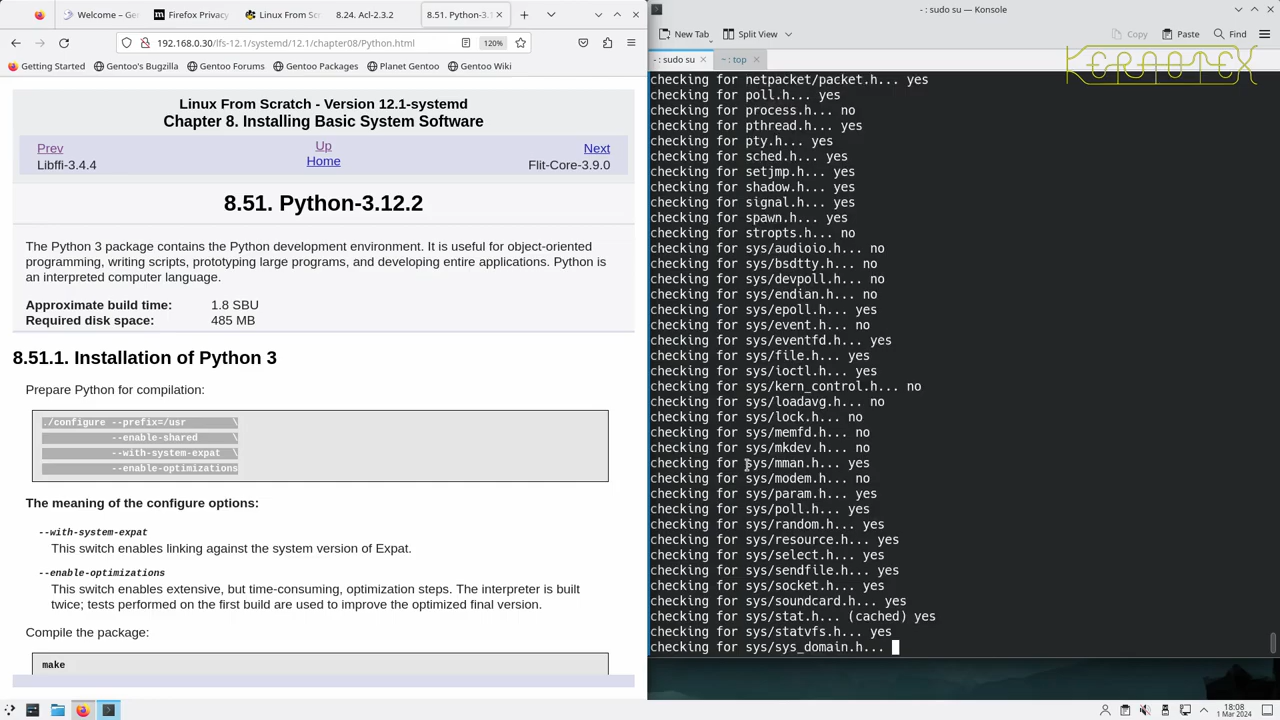 Welcome – Ge
Firefox Privacy
Linux From Scr
8.24. Acl-2.3.2
8.51. Python-3.1
192.168.0.30/lfs-12.1/systemd/12.1/chapter08/Python.html
120%
Getting Started
Gentoo's Bugzilla
Gentoo Forums
Gentoo Packages
Planet Gentoo
Gentoo Wiki
Linux From Scratch - Version 12.1-systemd
Chapter 8. Installing Basic System Software
Prev
Up
Next
Libffi-3.4.4
Home
Flit-Core-3.9.0
8.51. Python-3.12.2
The Python 3 package contains the Python development environment. It is useful for object-oriented
programming, writing scripts, prototyping large programs, and developing entire applications. Python is
an interpreted computer language.
Approximate build time: 1.8 SBU
Required disk space: 485 MB
8.51.1. Installation of Python 3
Prepare Python for compilation:
./configure --prefix=/usr \
--enable-shared \
--with-system-expat \
--enable-optimizations
The meaning of the configure options:
--with-system-expat
This switch enables linking against the system version of Expat.
--enable-optimizations
This switch enables extensive, but time-consuming, optimization steps. The interpreter is built
twice; tests performed on the first build are used to improve the optimized final version.
Compile the package:
make
- : sudo su — Konsole
New Tab
Split View
Copy
Paste
Find
- : sudo su
~ : top
KERNOTEX
checking for netpacket/packet.h... yes
checking for poll.h... yes
checking for process.h... no
checking for pthread.h... yes
checking for pty.h... yes
checking for sched.h... yes
checking for setjmp.h... yes
checking for shadow.h... yes
checking for signal.h... yes
checking for spawn.h... yes
checking for stropts.h... no
checking for sys/audioio.h... no
checking for sys/bsdtty.h... no
checking for sys/devpoll.h... no
checking for sys/endian.h... no
checking for sys/epoll.h... yes
checking for sys/event.h... no
checking for sys/eventfd.h... yes
checking for sys/file.h... yes
checking for sys/ioctl.h... yes
checking for sys/kern_control.h... no
checking for sys/loadavg.h... no
checking for sys/lock.h... no
checking for sys/memfd.h... no
checking for sys/mkdev.h... no
checking for sys/mman.h... yes
checking for sys/modem.h... no
checking for sys/param.h... yes
checking for sys/poll.h... yes
checking for sys/random.h... yes
checking for sys/resource.h... yes
checking for sys/select.h... yes
checking for sys/sendfile.h... yes
checking for sys/socket.h... yes
checking for sys/soundcard.h... yes
checking for sys/stat.h... (cached) yes
checking for sys/statvfs.h... yes
checking for sys/sys_domain.h...
18:08
1 Mar 2024